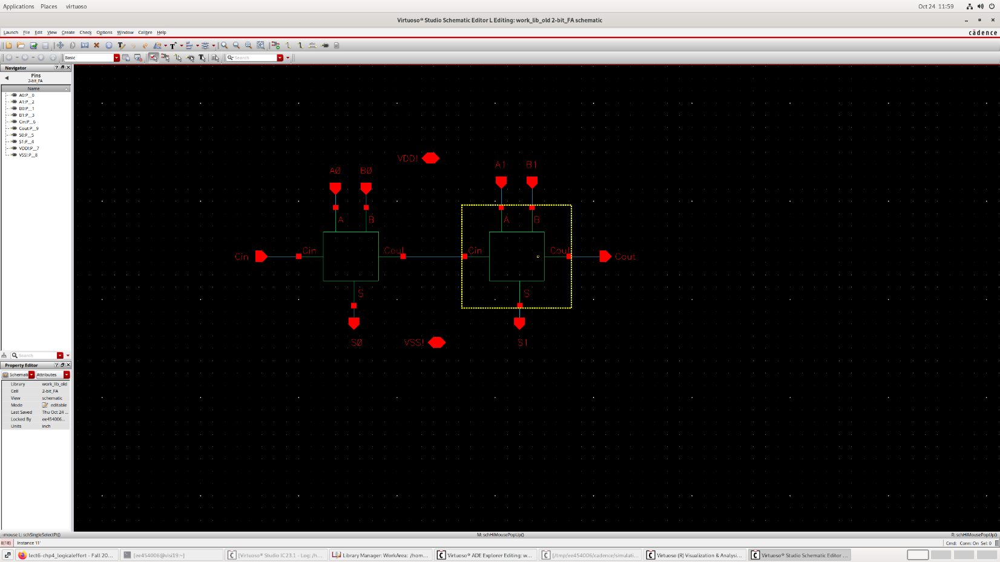 Applications Places virtuoso Oct 24 11:59
Virtuoso® Studio Schematic Editor L Editing: work_lib_old 2-bit_FA schematic
Launch File Edit View Create Check Options Window Calibre Help cādence
Basic Search
Navigator
Pins
2-bit_FA
Name
A0:P__0
A1:P__2
B0:P__1
B1:P__3
Cin:P__6
Cout:P__9
S0:P__5
S1:P__4
VDD!:P__7
VSS!:P__8
Search
Property Editor
Schemati Attributes
Library work_lib_old
Cell 2-bit_FA
View schematic
Mode editable
Last Saved Thu Oct 24 ...
Locked By ee454006...
Units inch
VDD!
A1 B1
A0 B0
A B A B
Cin Cin Cout Cin Cout Cout
S S
S0 VSS! S1
mouse L: schSingleSelectPt() M: schHiMousePopUp() R: schHiMousePopUp()
8(18) Instance 'I1' Cmd: Conn: On Sel: 0
lect6-chp4_logicaleffort - Fall 20... [ee454006@vlsi19:~] [Virtuoso® Studio IC23.1 - Log: /h... Library Manager: WorkArea: /hom... Virtuoso® ADE Explorer Editing: w... [/tmp/ee454006/cadence/simulati... Virtuoso (R) Visualization & Analysi... Virtuoso® Studio Schematic Editor ...